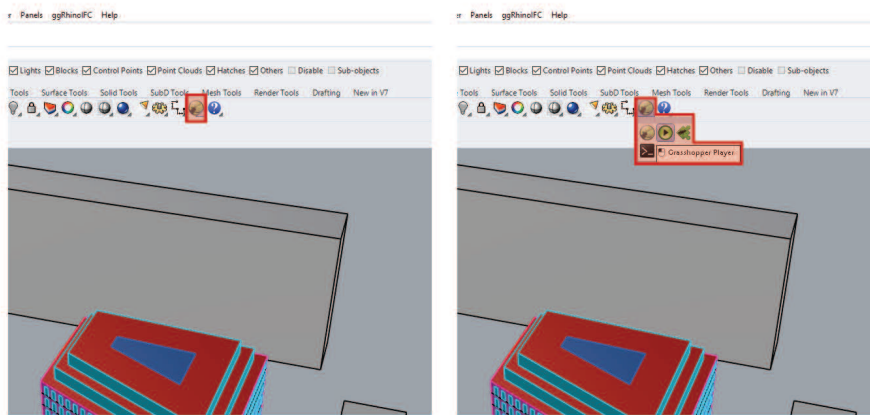 r Panels ggRhinoIFC Help
Lights Blocks Control Points Point Clouds Hatches Others Disable Sub-objects
Tools Surface Tools Solid Tools SubD Tools Mesh Tools Render Tools Drafting New in V7
er Panels ggRhinoIFC Help
Lights Blocks Control Points Point Clouds Hatches Others Disable Sub-objects
Tools Surface Tools Solid Tools SubD Tools Mesh Tools Render Tools Drafting New in V7
Grasshopper Player